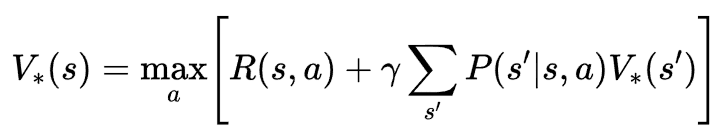 V_*(s) = \max_a \left[ R(s, a) + \gamma \sum_{s'} P(s'|s, a) V_*(s') \right]